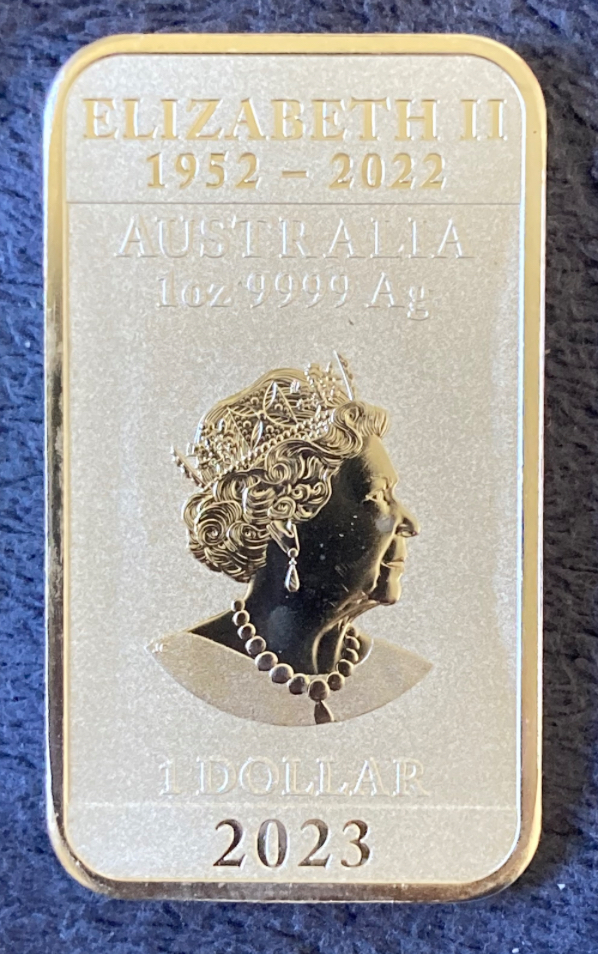 ELIZABETH II
1952 – 2022
AUSTRALIA
1oz 9999 Ag
1 DOLLAR
2023